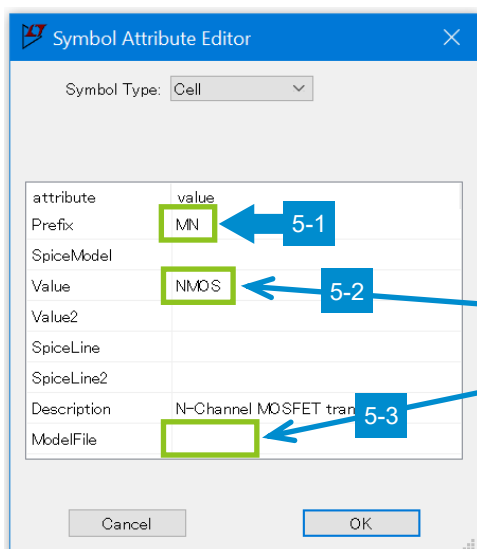 Symbol Attribute Editor
Symbol Type: Cell
attribute value
Prefix MN 5-1
SpiceModel
Value NMOS 5-2
Value2
SpiceLine
SpiceLine2
Description N-Channel MOSFET tran
5-3
ModelFile
Cancel OK